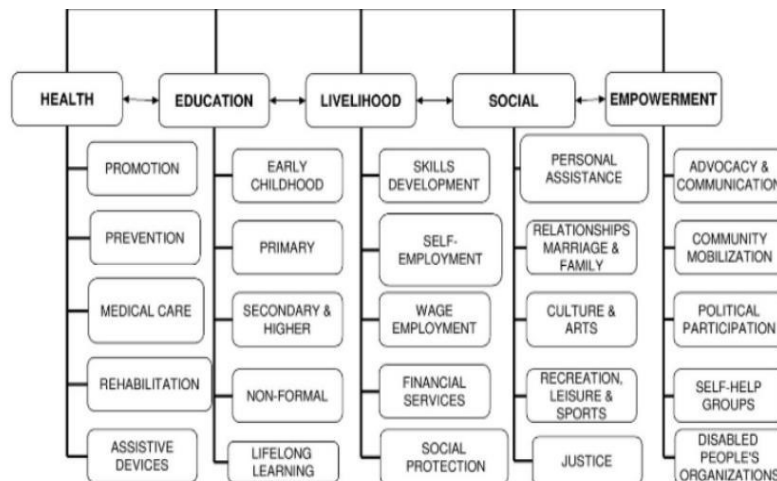 HEALTH
EDUCATION
LIVELIHOOD
SOCIAL
EMPOWERMENT
PROMOTION
PREVENTION
MEDICAL CARE
REHABILITATION
ASSISTIVE
DEVICES
EARLY
CHILDHOOD
PRIMARY
SECONDARY &
HIGHER
NON-FORMAL
LIFELONG
LEARNING
SKILLS
DEVELOPMENT
SELF-
EMPLOYMENT
WAGE
EMPLOYMENT
FINANCIAL
SERVICES
SOCIAL
PROTECTION
PERSONAL
ASSISTANCE
RELATIONSHIPS
MARRIAGE &
FAMILY
CULTURE &
ARTS
RECREATION,
LEISURE &
SPORTS
JUSTICE
ADVOCACY &
COMMUNICATION
COMMUNITY
MOBILIZATION
POLITICAL
PARTICIPATION
SELF-HELP
GROUPS
DISABLED
PEOPLE'S
ORGANIZATIONS